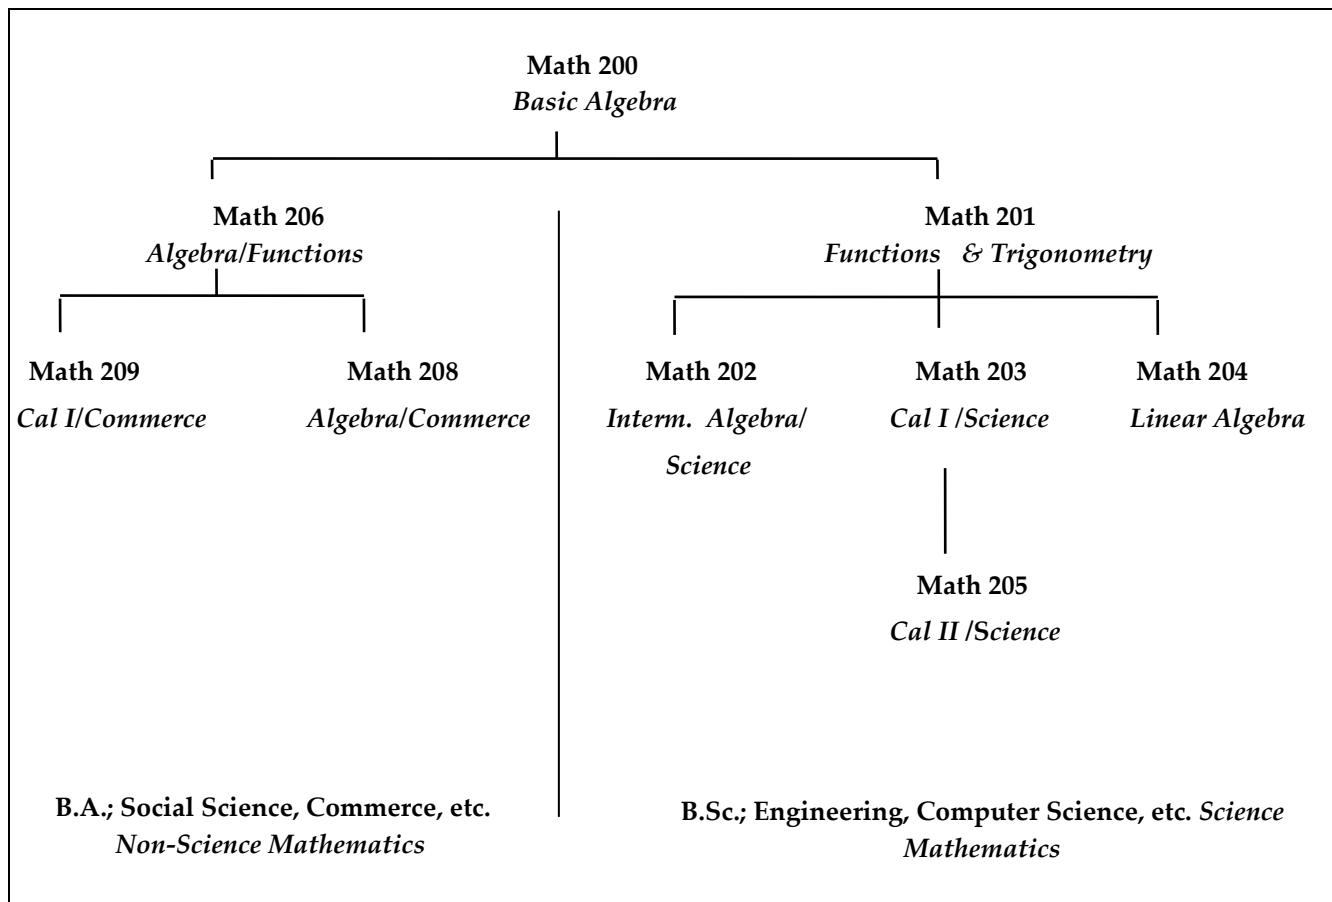 Math 200
Basic Algebra
Math 206
Algebra/Functions
Math 201
Functions & Trigonometry
Math 209
Cal I/Commerce
Math 208
Algebra/Commerce
Math 202
Interm. Algebra/
Science
Math 203
Cal I /Science
Math 204
Linear Algebra
Math 205
Cal II /Science
B.A.; Social Science, Commerce, etc.
Non-Science Mathematics
B.Sc.; Engineering, Computer Science, etc. Science
Mathematics